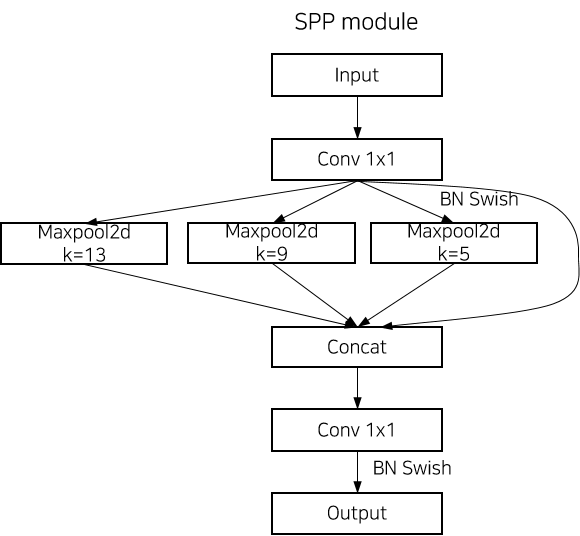 SPP module
Input
Conv 1x1
BN Swish
Maxpool2d
k=13
Maxpool2d
k=9
Maxpool2d
k=5
Concat
Conv 1x1
BN Swish
Output